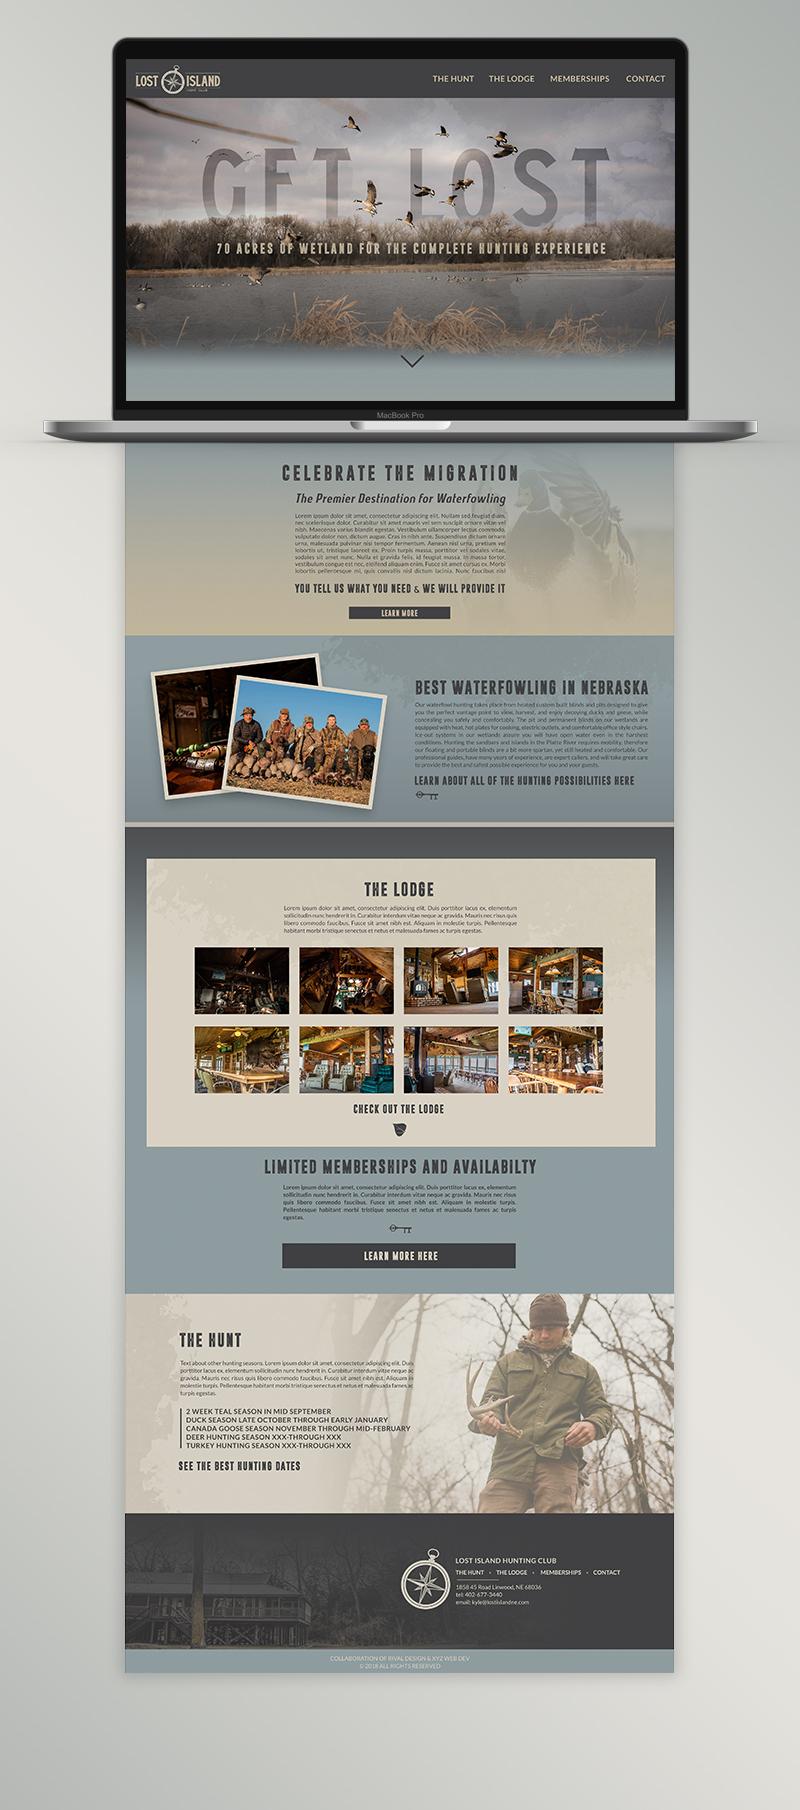 LOST ISLAND
HUNT CLUB
THE HUNT THE LODGE MEMBERSHIPS CONTACT
GET LOST
70 ACRES OF WETLAND FOR THE COMPLETE HUNTING EXPERIENCE
MacBook Pro
CELEBRATE THE MIGRATION
The Premier Destination for Waterfowling
Lorem ipsum dolor sit amet, consectetur adipiscing elit. Nullam sed feugiat diam,
nec scelerisque dolor. Curabitur sit amet mauris vel sem suscipit ornare vitae vel
nibh. Maecenas varius blandit egestas. Vestibulum ullamcorper lectus commodo,
vulputate dolor non, dictum augue. Cras in nibh ante. Suspendisse dictum ornare
urna, malesuada pulvinar nisi tempor fermentum. Aenean nisl urna, pretium vel
lobortis ut, tristique laoreet ex. Proin turpis massa, porttitor vel sodales vitae,
sodales sit amet nunc. Nulla et gravida felis, id feugiat massa. In massa tortor,
vestibulum congue est nec, eleifend aliquam enim. Fusce sit amet cursus ex. Morbi
lobortis pellentesque mi, quis convallis nisl dictum lacinia. Nunc faucibus nisl
YOU TELL US WHAT YOU NEED & WE WILL PROVIDE IT
LEARN MORE
BEST WATERFOWLING IN NEBRASKA
Our waterfowl hunting takes place from heated custom built blinds and pits designed to give
you the perfect vantage point to view, harvest, and enjoy decoying ducks and geese, while
concealing you safely and comfortably. The pit and permanent blinds on our wetlands are
equipped with heat, hot plates for cooking, electric outlets, and comfortable office style chairs.
Ice-out systems in our wetlands assure you will have open water even in the harshest
conditions. Hunting the sandbars and islands in the Platte River requires mobility, therefore
our floating and portable blinds are a bit more spartan, yet still heated and comfortable. Our
professional guides, have many years of experience, are expert callers, and will take great care
to provide the best and safest possible experience for you and your guests.
LEARN ABOUT ALL OF THE HUNTING POSSIBILITIES HERE
THE LODGE
Lorem ipsum dolor sit amet, consectetur adipiscing elit. Duis porttitor lacus ex, elementum
sollicitudin nunc hendrerit in. Curabitur interdum vitae neque ac gravida. Mauris nec risus quis
libero commodo faucibus. Fusce sit amet nibh est. Aliquam in molestie turpis. Pellentesque
habitant morbi tristique senectus et netus et malesuada fames ac turpis egestas.
CHECK OUT THE LODGE
LIMITED MEMBERSHIPS AND AVAILABILTY
Lorem ipsum dolor sit amet, consectetur adipiscing elit. Duis porttitor lacus ex, elementum
sollicitudin nunc hendrerit in. Curabitur interdum vitae neque ac gravida. Mauris nec risus
quis libero commodo faucibus. Fusce sit amet nibh est. Aliquam in molestie turpis.
Pellentesque habitant morbi tristique senectus et netus et malesuada fames ac turpis
egestas.
LEARN MORE HERE
THE HUNT
Text about other hunting seasons. Lorem ipsum dolor sit amet, consectetur adipiscing elit. Duis
porttitor lacus ex, elementum sollicitudin nunc hendrerit in. Curabitur interdum vitae neque ac
gravida. Mauris nec risus quis libero commodo faucibus. Fusce sit amet nibh est. Aliquam in
molestie turpis. Pellentesque habitant morbi tristique senectus et netus et malesuada fames ac
turpis egestas.
2 WEEK TEAL SEASON IN MID SEPTEMBER
DUCK SEASON LATE OCTOBER THROUGH EARLY JANUARY
CANADA GOOSE SEASON NOVEMBER THROUGH MID-FEBRUARY
DEER HUNTING SEASON XXX-THROUGH XXX
TURKEY HUNTING SEASON XXX-THROUGH XXX
SEE THE BEST HUNTING DATES
LOST ISLAND HUNTING CLUB
THE HUNT • THE LODGE • MEMBERSHIPS • CONTACT
1858 45 Road Linwood, NE 68036
tel: 402-677-3440
email: kyle@lostislandne.com
COLLABORATION OF RIVAL DESIGN & XYZ WEB DEV
© 2018 ALL RIGHTS RESERVED